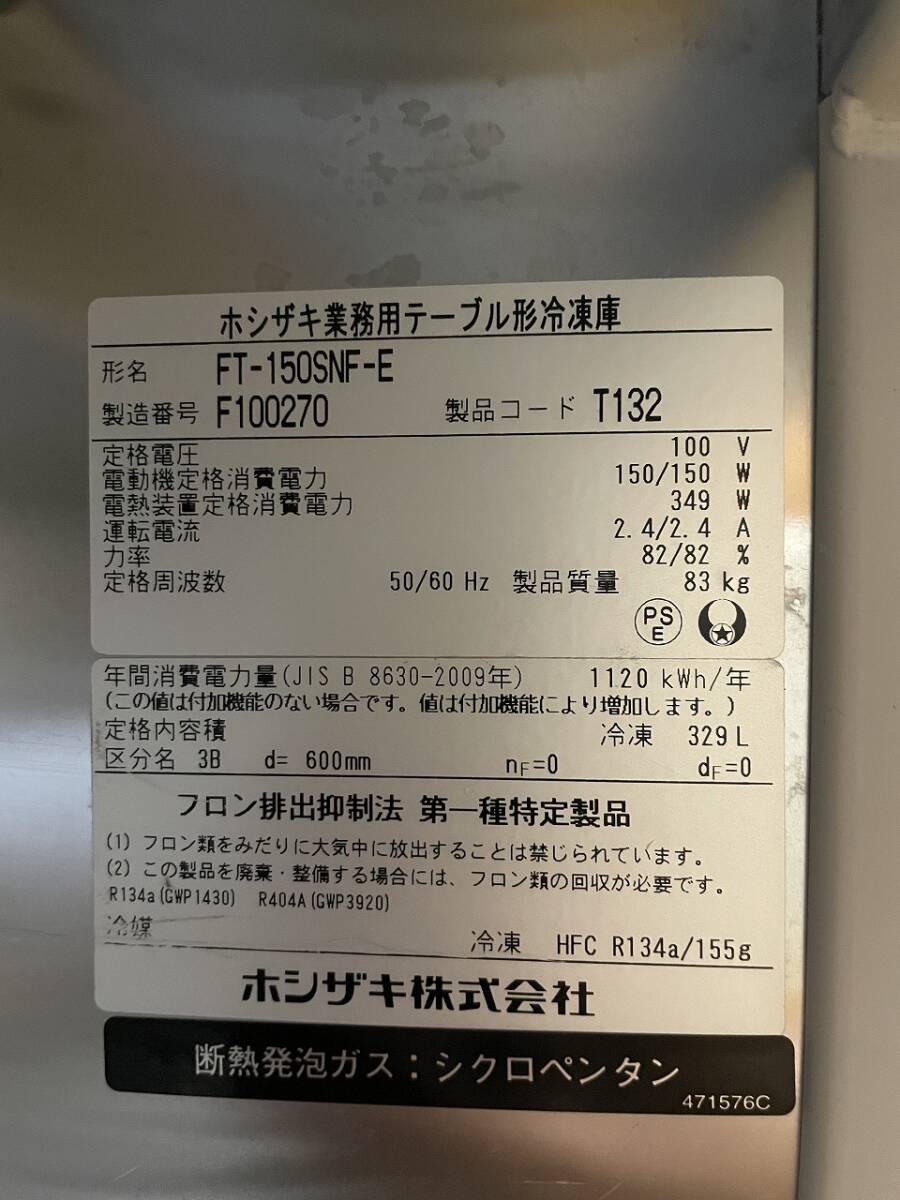 ホシザキ業務用テーブル形冷凍庫
形名 FT-150SNF-E
製造番号 F100270 製品コード T132
定格電圧 100 V
電動機定格消費電力 150/150 W
電熱装置定格消費電力 349 W
運転電流 2.4/2.4 A
力率 82/82 %
定格周波数 50/60 Hz 製品質量 83 kg
PS
E
年間消費電力量(JIS B 8630-2009年) 1120 kWh/年
(この値は付加機能のない場合です。値は付加機能により増加します。)
定格内容積 冷凍 329 L
区分名 3B d= 600mm nF=0 dF=0
フロン排出抑制法 第一種特定製品
(1) フロン類をみだりに大気中に放出することは禁じられています。
(2) この製品を廃棄・整備する場合には、フロン類の回収が必要です。
R134a(GWP1430) R404A(GWP3920)
冷媒
冷凍 HFC R134a/155g
ホシザキ株式会社
断熱発泡ガス：シクロペンタン
471576C